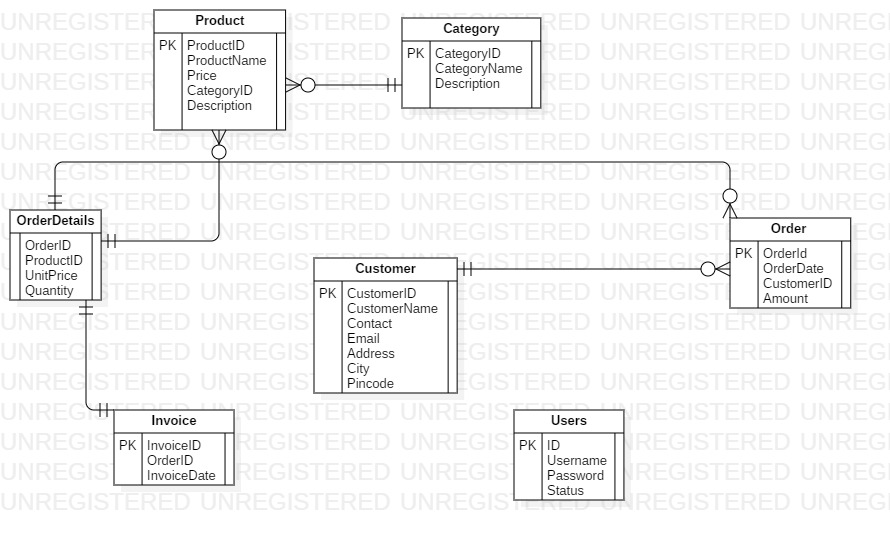 Product
PK ProductID
ProductName
Price
CategoryID
Description
Category
PK CategoryID
CategoryName
Description
OrderDetails
OrderID
ProductID
UnitPrice
Quantity
Order
PK OrderId
OrderDate
CustomerID
Amount
Customer
PK CustomerID
CustomerName
Contact
Email
Address
City
Pincode
Invoice
PK InvoiceID
OrderID
InvoiceDate
Users
PK ID
Username
Password
Status
UNREGISTERED